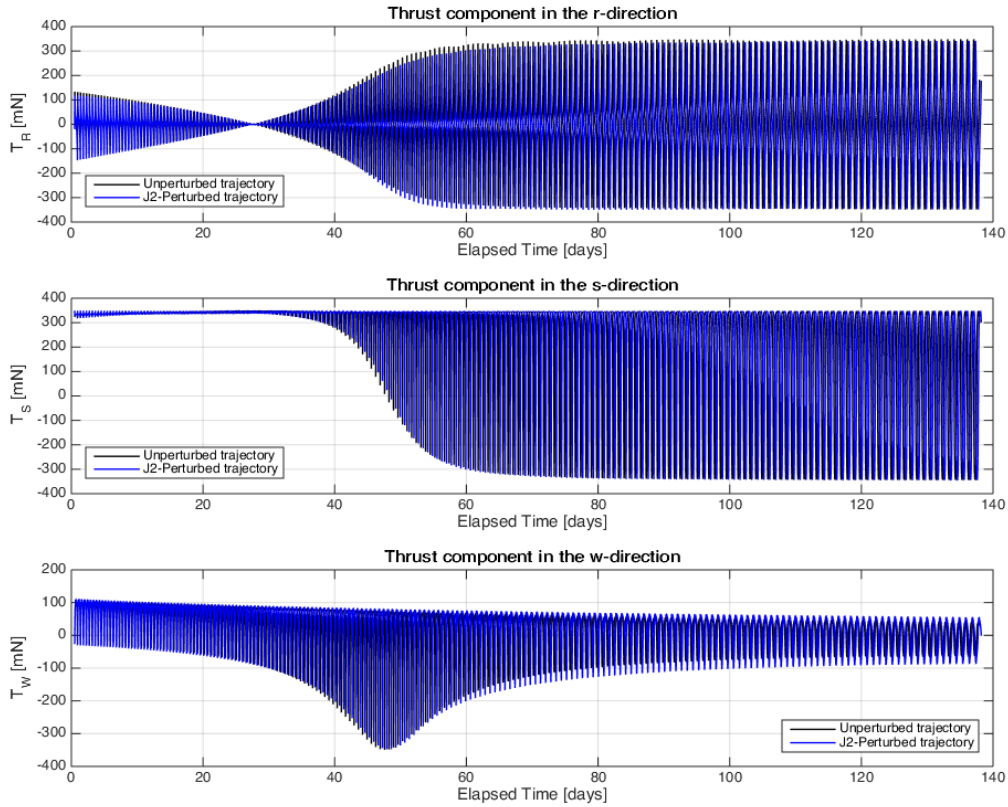 Thrust component in the r-direction
400
300
200
100
0
-100
-200
-300
-400
T_R [mN]
Unperturbed trajectory
J2-Perturbed trajectory
0 20 40 60 80 100 120 140
Elapsed Time [days]
Thrust component in the s-direction
400
300
200
100
0
-100
-200
-300
-400
T_S [mN]
Unperturbed trajectory
J2-Perturbed trajectory
0 20 40 60 80 100 120 140
Elapsed Time [days]
Thrust component in the w-direction
200
100
0
-100
-200
-300
-400
T_W [mN]
Unperturbed trajectory
J2-Perturbed trajectory
0 20 40 60 80 100 120 140
Elapsed Time [days]